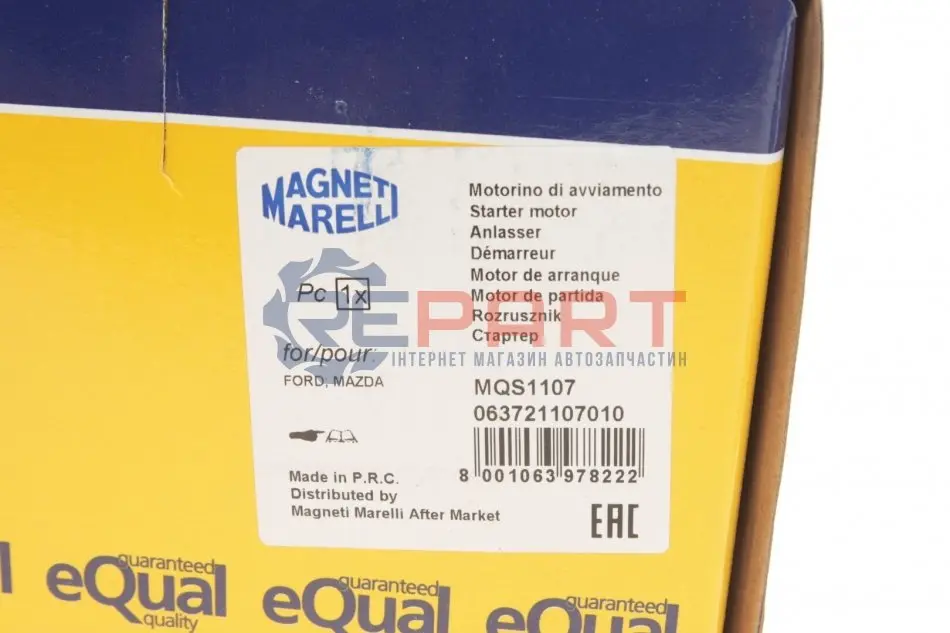 MAGNETI
MARELLI
Motorino di avviamento
Starter motor
Anlasser
Démarreur
Motor de arranque
Motor de partida
Rozrusznik
Стартер
Pc 1x
REPART
ІНТЕРНЕТ МАГАЗИН АВТОЗАПЧАСТИН
for/pour:
FORD, MAZDA
MQS1107
063721107010
8 001063 978222
Made in P.R.C.
Distributed by
Magneti Marelli After Market
EAC
guaranteed
eQual
quality
guaranteed
eQual
guaranteed
eQual